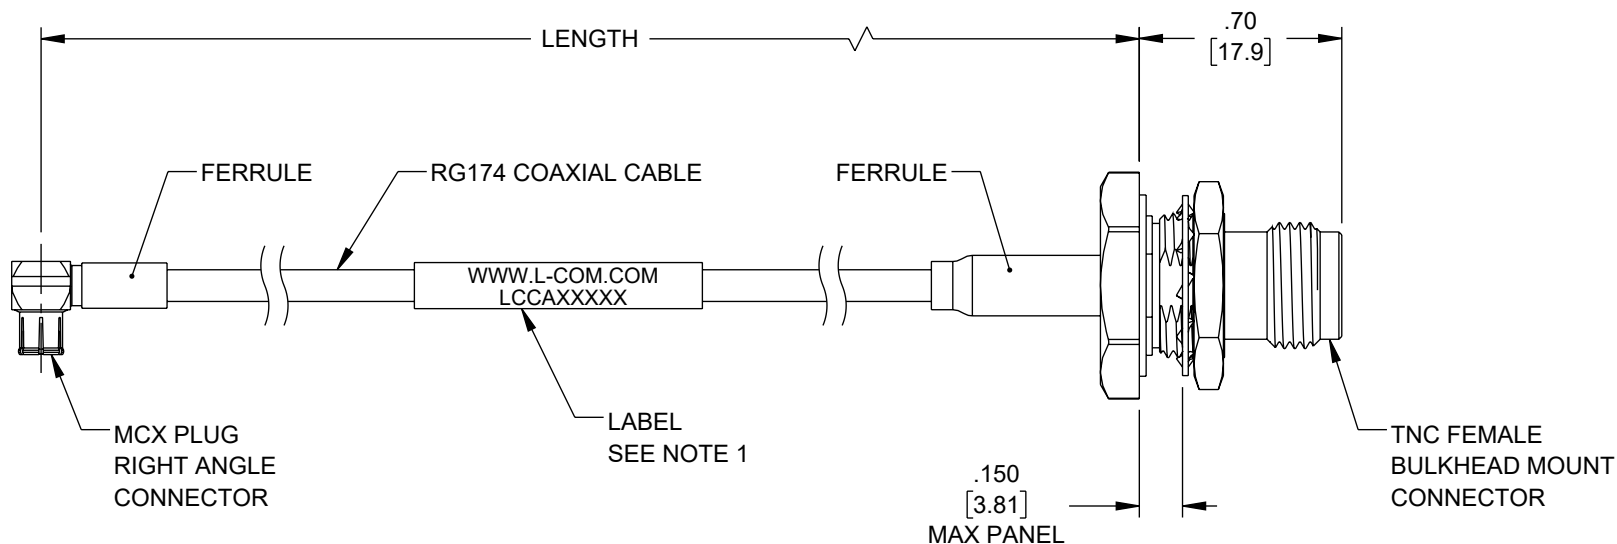 LENGTH
.70
[17.9]
FERRULE
RG174 COAXIAL CABLE
FERRULE
WWW.L-COM.COM
LCCAXXXXX
MCX PLUG
RIGHT ANGLE
CONNECTOR
LABEL
SEE NOTE 1
.150
[3.81]
MAX PANEL
TNC FEMALE
BULKHEAD MOUNT
CONNECTOR